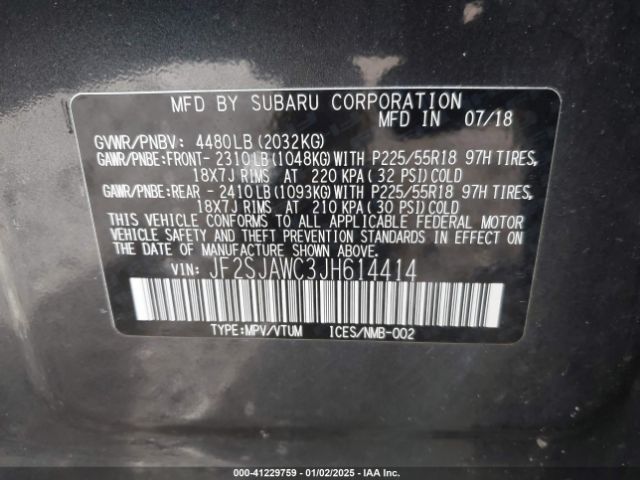 MFD BY SUBARU CORPORATION
07/18
GVWR/PNBV: 4480LB(2032KG)
GAWR/PNBE:FRONT- 2310LB(1048KG)WITH P225/55R18 97H TIRES,
18X7J RIMS AT 220 KPA(32 PSI)COLD
GAWR/PNBE:REAR - 2410LB(1093KG)WITH P225/55R18 97H TIRES,
18X7J RIMS AT 210 KPA(30 PSI)COLD
THIS VEHICLE CONFORMS TO ALL APPLICABLE FEDERAL MOTOR
VEHICLE SAFETY AND THEFT PREVENTION STANDARDS IN EFFECT
ON THE DATE OF MANUFACTURE SHOWN ABOVE.
VIN: JF2SJAWC3JH614414
TYPE:MPV/VTUM ICES/NMB-002
000-41229759 - 01/02/2025 - IAA Inc.